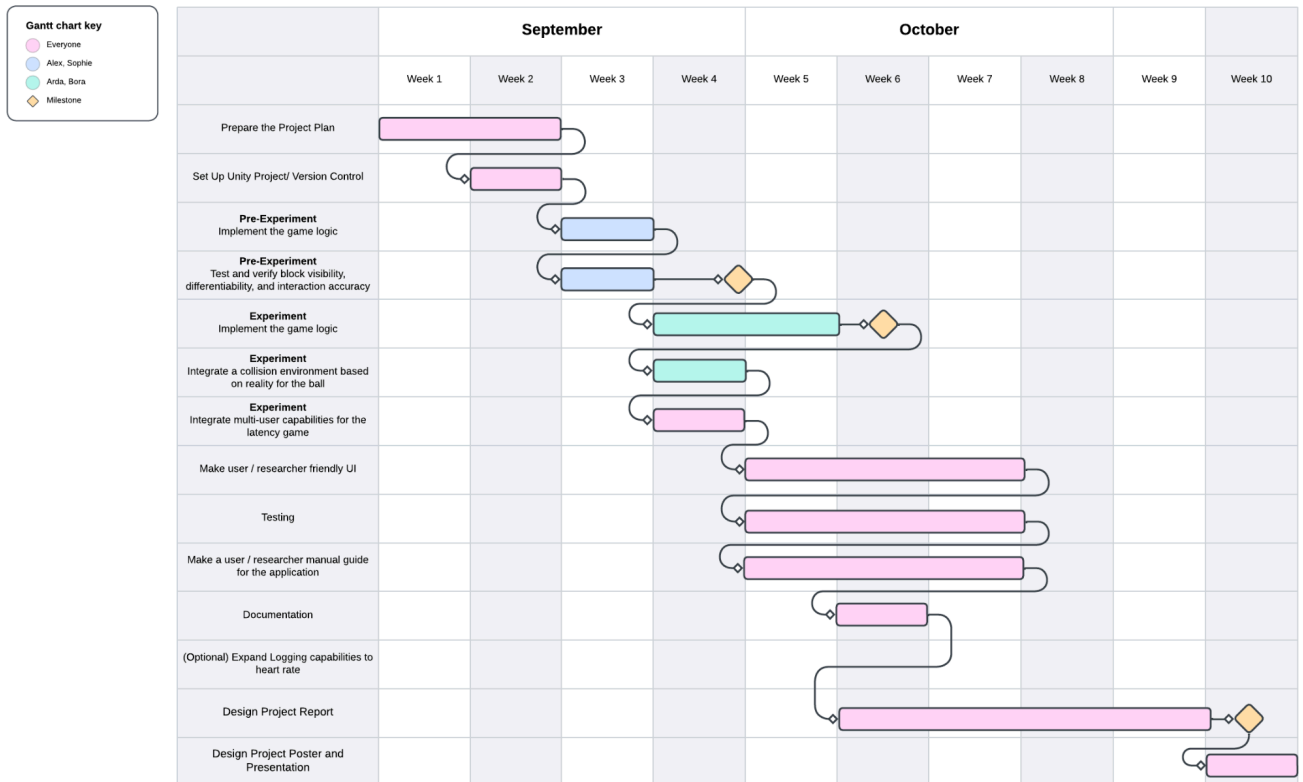 Gantt chart key
Everyone
Alex, Sophie
Arda, Bora
Milestone
September
October
Week 1
Week 2
Week 3
Week 4
Week 5
Week 6
Week 7
Week 8
Week 9
Week 10
Prepare the Project Plan
Set Up Unity Project/ Version Control
Pre-Experiment
Implement the game logic
Pre-Experiment
Test and verify block visibility,
differentiability, and interaction accuracy
Experiment
Implement the game logic
Experiment
Integrate a collision environment based
on reality for the ball
Experiment
Integrate multi-user capabilities for the
latency game
Make user / researcher friendly UI
Testing
Make a user / researcher manual guide
for the application
Documentation
(Optional) Expand Logging capabilities to
heart rate
Design Project Report
Design Project Poster and
Presentation